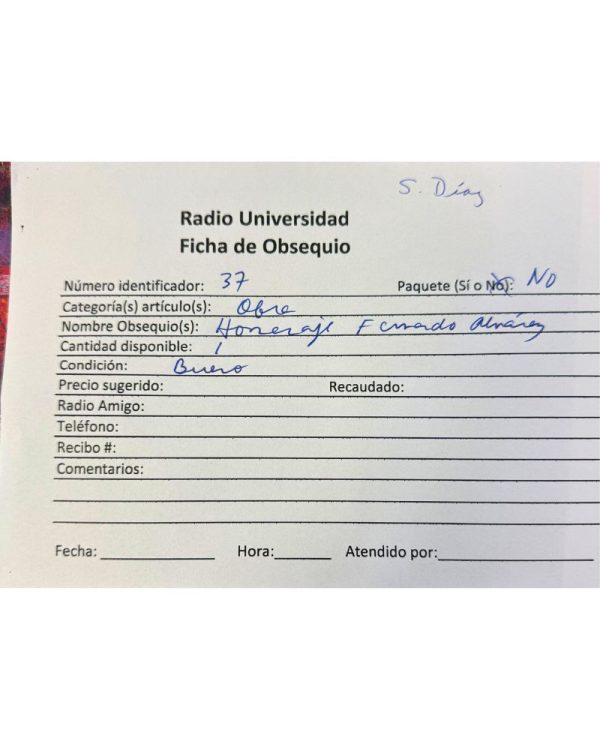 S. Díaz
Radio Universidad
Ficha de Obsequio
Número identificador: 37 Paquete (Sí o No): NO
Categoría(s) artículo(s): Obra
Nombre Obsequio(s): Homenaje Fernando Alvárez
Cantidad disponible: 1
Condición: Bueno
Precio sugerido: Recaudado:
Radio Amigo:
Teléfono:
Recibo #:
Comentarios:
Fecha: Hora: Atendido por: